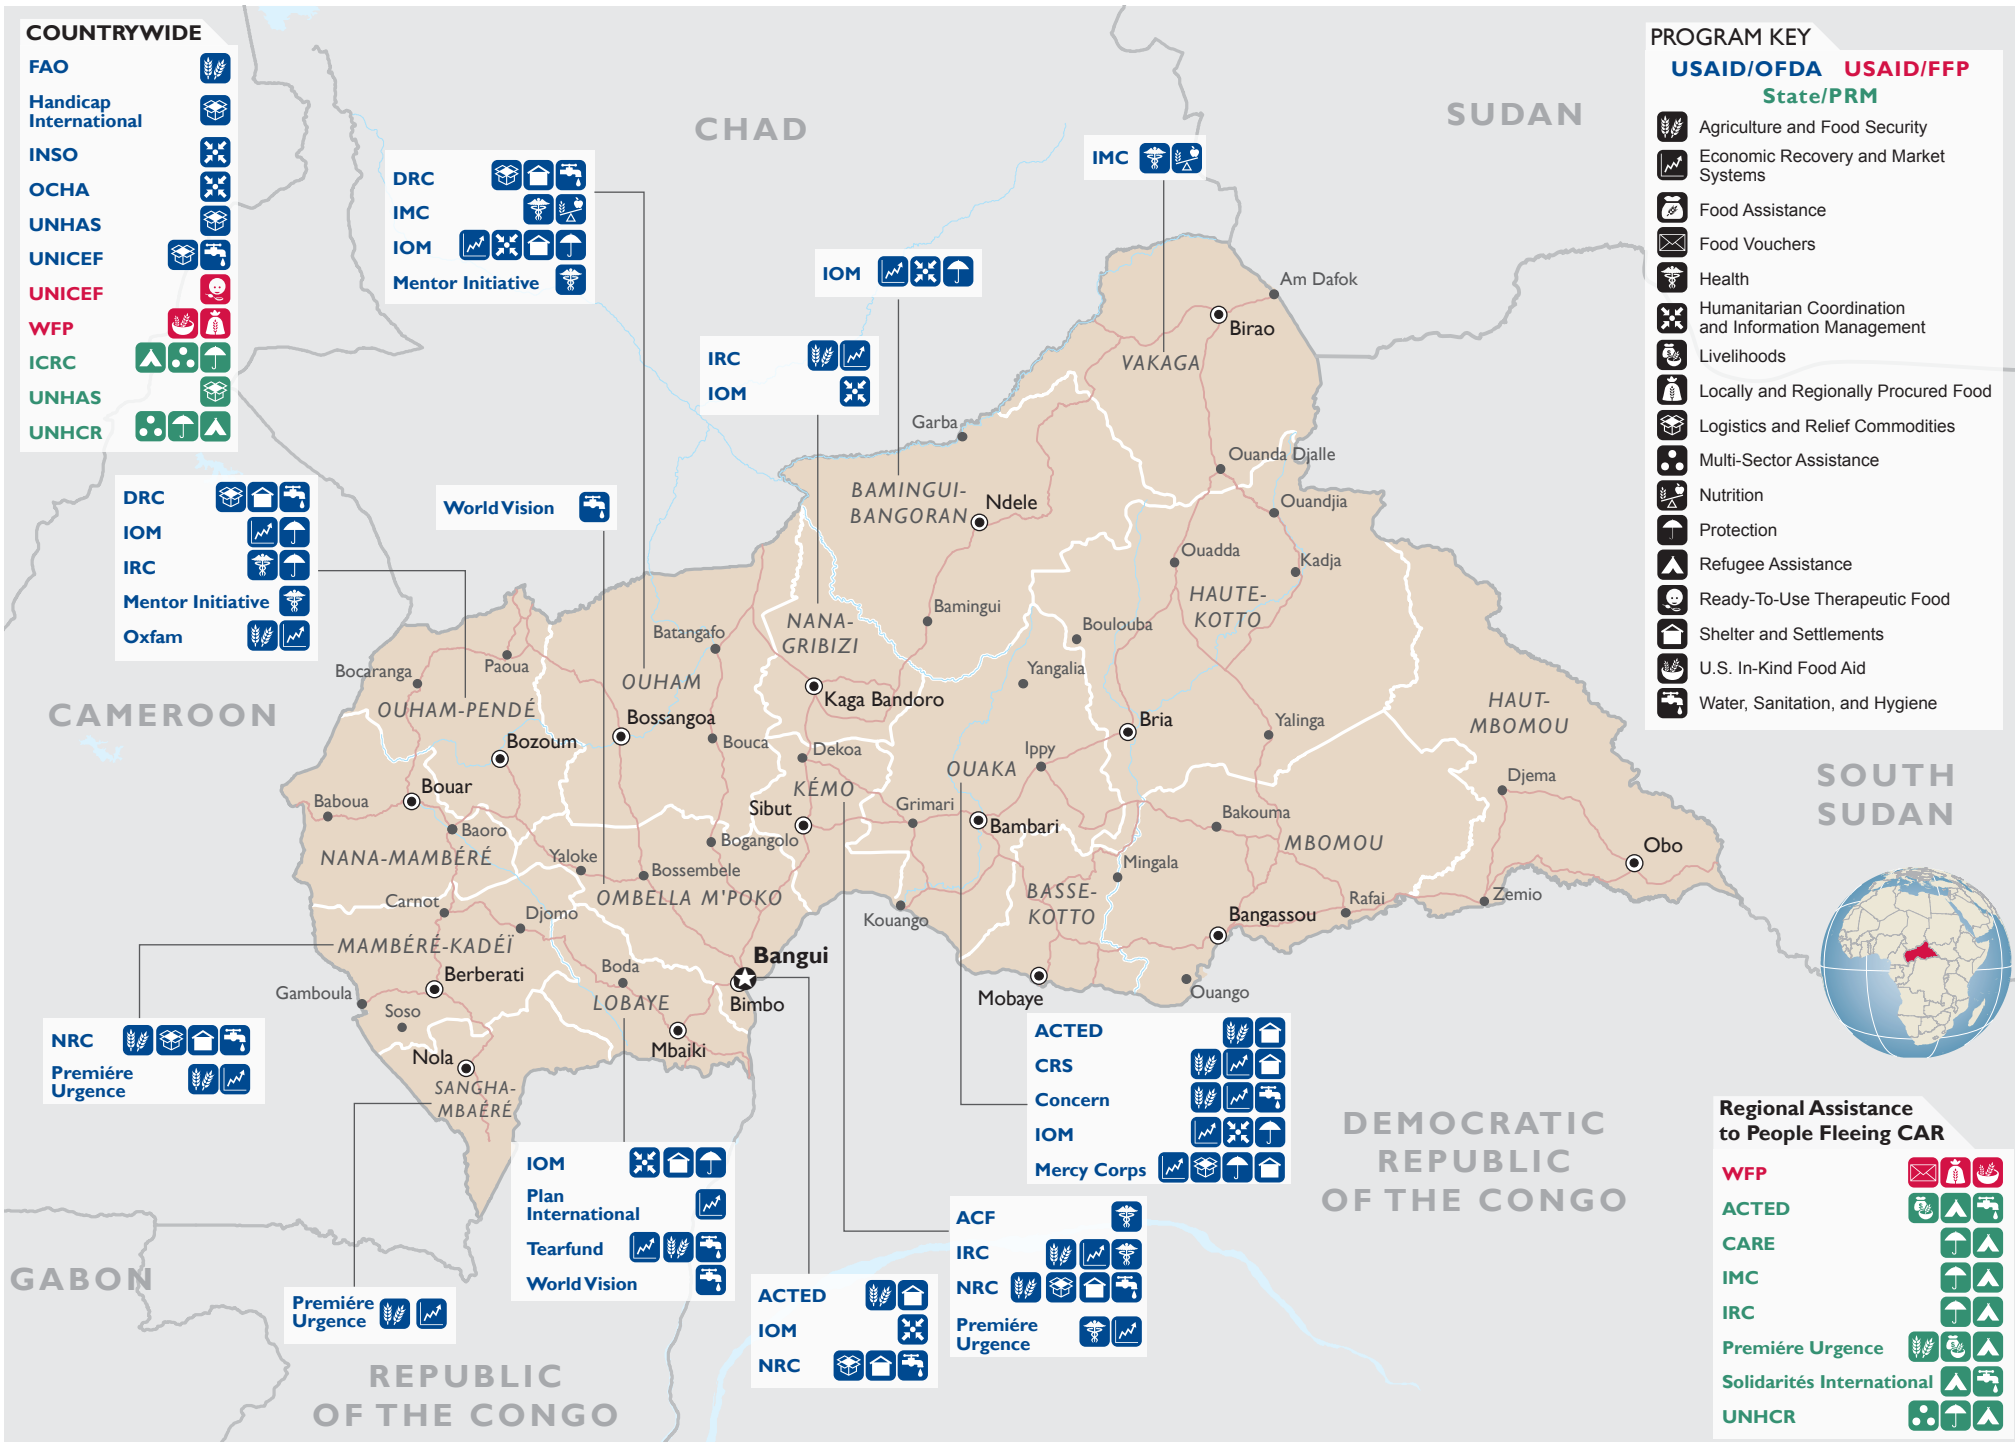 COUNTRYWIDE
FAO
Handicap
International
INSO
OCHA
UNHAS
UNICEF
UNICEF
WFP
ICRC
UNHAS
UNHCR
PROGRAM KEY
USAID/OFDA USAID/FFP
State/PRM
Agriculture and Food Security
Economic Recovery and Market
Systems
Food Assistance
Food Vouchers
Health
Humanitarian Coordination
and Information Management
Livelihoods
Locally and Regionally Procured Food
Logistics and Relief Commodities
Multi-Sector Assistance
Nutrition
Protection
Refugee Assistance
Ready-To-Use Therapeutic Food
Shelter and Settlements
U.S. In-Kind Food Aid
Water, Sanitation, and Hygiene
CHAD
SUDAN
DRC
IMC
IOM
Mentor Initiative
IMC
IOM
IRC
IOM
DRC
IOM
IRC
Mentor Initiative
Oxfam
World Vision
Am Dafok
Birao
VAKAGA
Garba
Ouanda Djalle
BAMINGUI-
BANGORAN
Ndele
Ouandjia
Ouadda
Kadja
HAUTE-
KOTTO
Bamingui
NANA-
GRIBIZI
Boulouba
Batangafo
Yangalia
Paoua
Bocaranga
OUHAM
Kaga Bandoro
OUHAM-PENDÉ
HAUT-
MBOMOU
CAMEROON
Bossangoa
Bria
Yalinga
Bozoum
Bouca
Dekoa
Ippy
OUAKA
SOUTH
SUDAN
Djema
Bouar
KÉMO
Baboua
Sibut
Grimari
Bambari
Bakouma
Baoro
Bogangolo
MBOMOU
Obo
NANA-MAMBÉRÉ
Yaloke
Bossembele
Mingala
OMBELLA M'POKO
BASSE-
KOTTO
Carnot
Djomo
Kouango
Rafai
Zemio
Bangassou
MAMBÉRÉ-KADÉÏ
Bangui
Berberati
Boda
Gamboula
LOBAYE
Bimbo
Mobaye
Ouango
Soso
Mbaiki
Nola
SANGHA-
MBAÉRÉ
NRC
Premiére
Urgence
ACTED
CRS
Concern
IOM
Mercy Corps
DEMOCRATIC
REPUBLIC
OF THE CONGO
IOM
Plan
International
Tearfund
World Vision
ACF
IRC
NRC
Premiére
Urgence
GABON
Premiére
Urgence
ACTED
IOM
NRC
REPUBLIC
OF THE CONGO
Regional Assistance
to People Fleeing CAR
WFP
ACTED
CARE
IMC
IRC
Premiére Urgence
Solidarités International
UNHCR